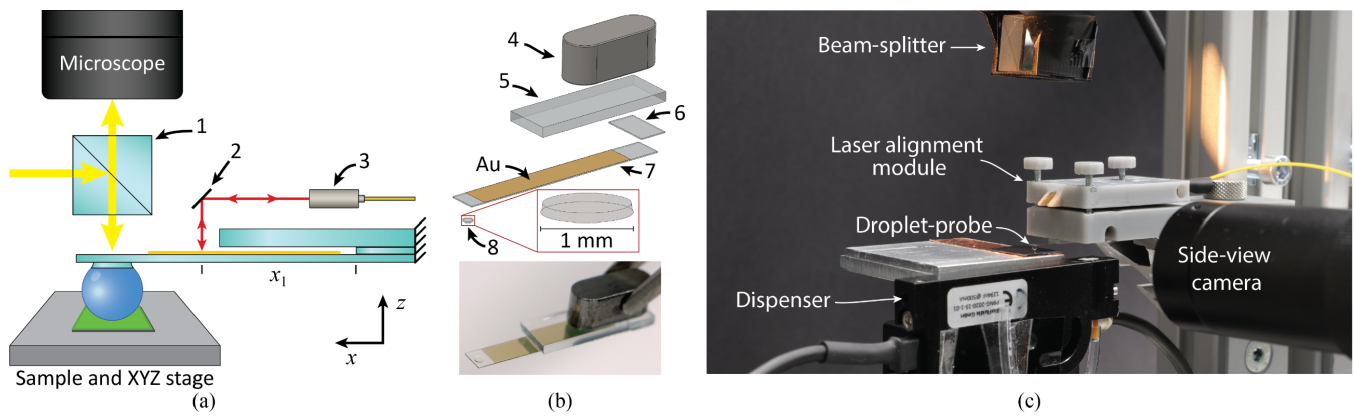 Microscope
1
2
3
x1
z
x
Sample and XYZ stage
(a)
4
5
6
Au
7
1 mm
8
(b)
Beam-splitter
Laser alignment
module
Droplet-probe
Side-view
camera
Dispenser
(c)